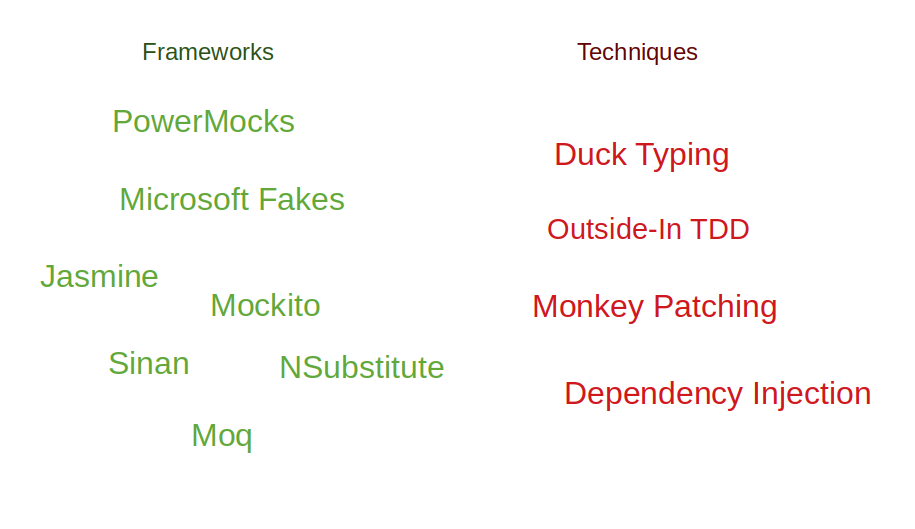 Frameworks
PowerMocks
Microsoft Fakes
Jasmine
Mockito
Sinan
NSubstitute
Moq
Techniques
Duck Typing
Outside-In TDD
Monkey Patching
Dependency Injection